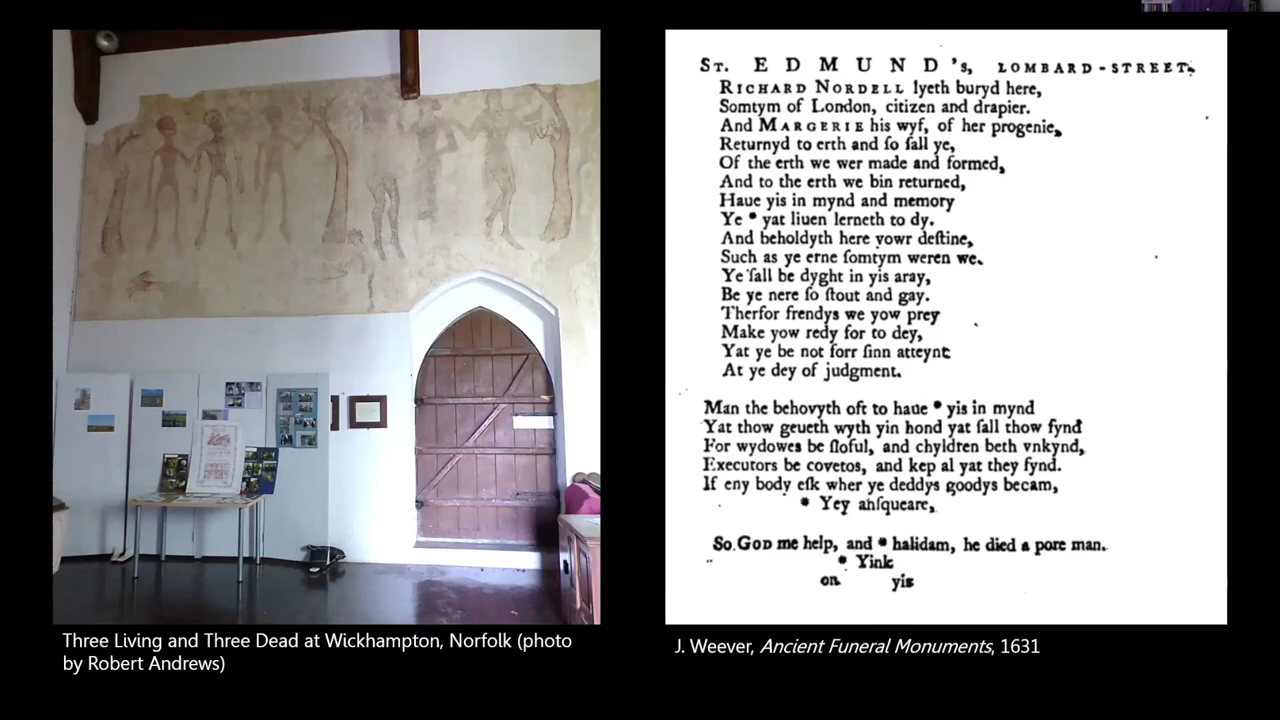 ST. EDMUND's, LOMBARD-STREET.
RICHARD NORDELL lyeth buryd here,
Somtym of London, citizen and drapier.
And MARGERIE his wyf, of her progenie,
Returnyd to erth and ſo ſall ye,
Of the erth we wer made and formed,
And to the erth we bin returned,
Haue yis in mynd and memory
Ye * yat liuen lerneth to dy.
And beholdyth here yowr deſtine,
Such as ye erne ſomtym weren we.
Ye ſall be dyght in yis aray,
Be ye nere ſo ſtout and gay.
Therfor frendys we yow prey
Make yow redy for to dey,
Yat ye be not forr ſinn atteynt
At ye dey of judgment.
Man the behovyth oft to haue * yis in mynd
Yat thow geueth wyth yin hond yat ſall thow fynd
For wydowes be ſloful, and chyldren beth vnkynd,
Executors be covetos, and kep al yat they fynd.
If eny body eſk wher ye deddys goodys becam,
* Yey ahſqueare,
So GOD me help, and * halidam, he died a pore man.
* Yink
on yis
Three Living and Three Dead at Wickhampton, Norfolk (photo
by Robert Andrews)
J. Weever, Ancient Funeral Monuments, 1631